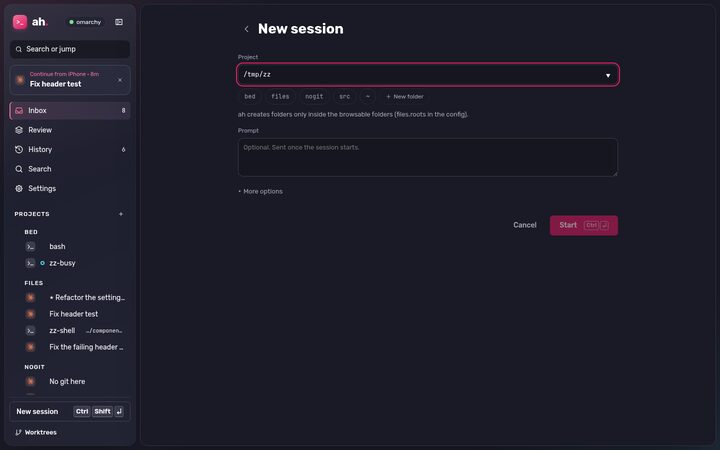 ah.
omarchy
Search or jump
Continue from iPhone • 8m
Fix header test
×
Inbox 8
Review
History 6
Search
Settings
PROJECTS +
BED
bash
zz-busy
FILES
• Refactor the setting…
Fix header test
zz-shell …/componen…
Fix the failing header …
NOGIT
No git here
New session Ctrl Shift ↲
Worktrees
New session
Project
/tmp/zz
bed files nogit src ~ + New folder
ah creates folders only inside the browsable folders (files.roots in the config).
Prompt
Optional. Sent once the session starts.
More options
Cancel Start Ctrl ↲